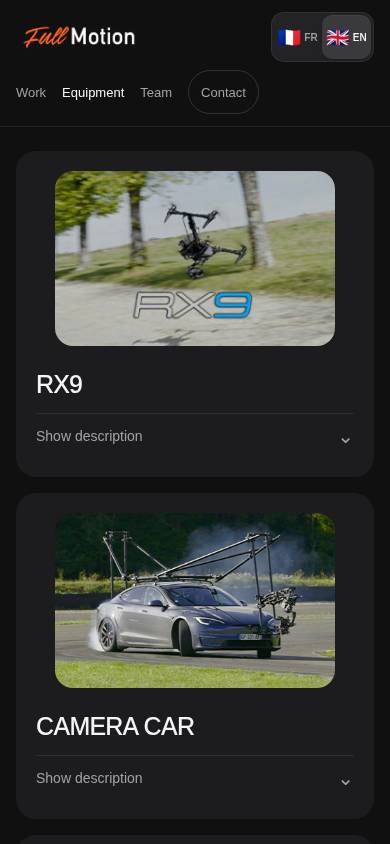 Full Motion
FR EN
Work Equipment Team Contact
RX9
RX9
Show description
CAMERA CAR
Show description